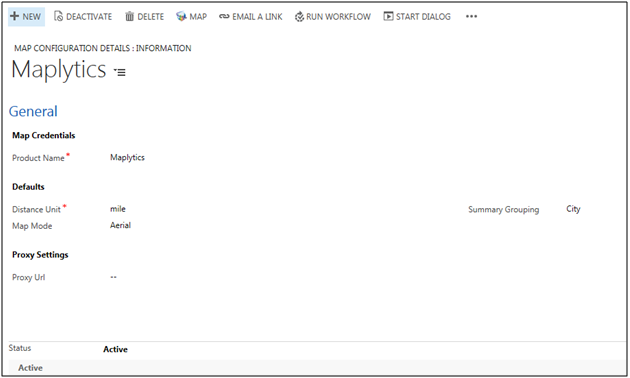 NEW DEACTIVATE DELETE MAP EMAIL A LINK RUN WORKFLOW START DIALOG •••
MAP CONFIGURATION DETAILS : INFORMATION
Maplytics
General
Map Credentials
Product Name * Maplytics
Defaults
Distance Unit * mile Summary Grouping City
Map Mode Aerial
Proxy Settings
Proxy Url --
Status Active
Active